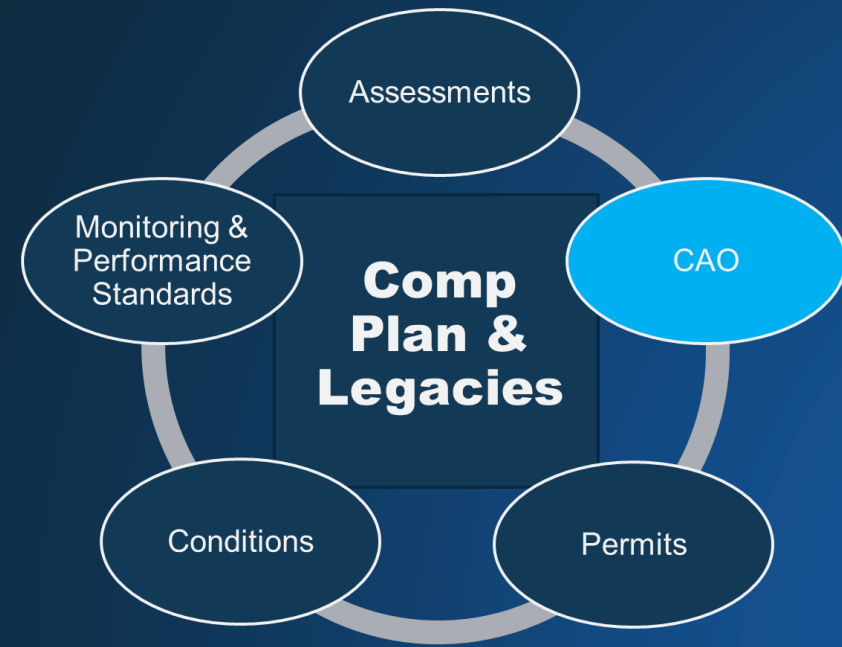 Assessments
CAO
Permits
Conditions
Monitoring &
Performance
Standards
Comp
Plan &
Legacies